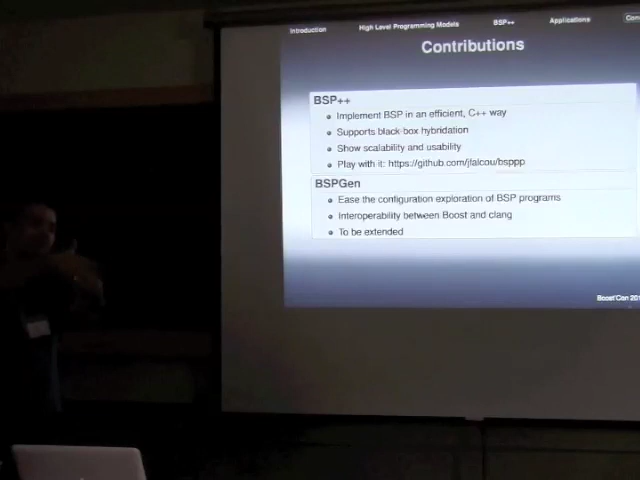 Introduction
High Level Programming Models
BSP++
Applications
Contributions
BSP++
Implement BSP in an efficient, C++ way
Supports black-box hybridation
Show scalability and usability
Play with it: https://github.com/jfalcou/bsppp
BSPGen
Ease the configuration exploration of BSP programs
Interoperability between Boost and clang
To be extended
Boost'Con